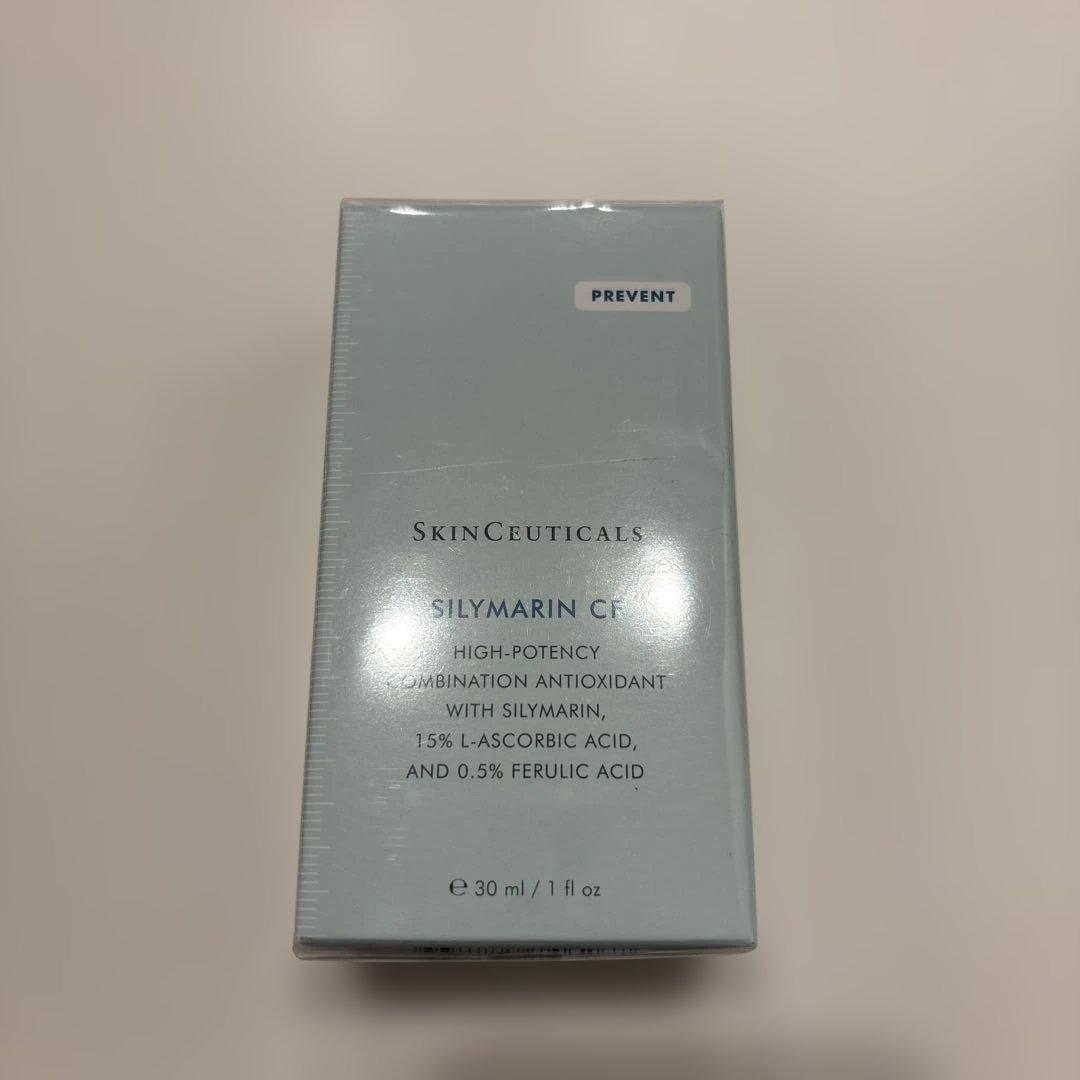 PREVENT
SKINCEUTICALS
SILYMARIN CF
HIGH-POTENCY
COMBINATION ANTIOXIDANT
WITH SILYMARIN,
15% L-ASCORBIC ACID,
AND 0.5% FERULIC ACID
℮ 30 ml / 1 fl oz